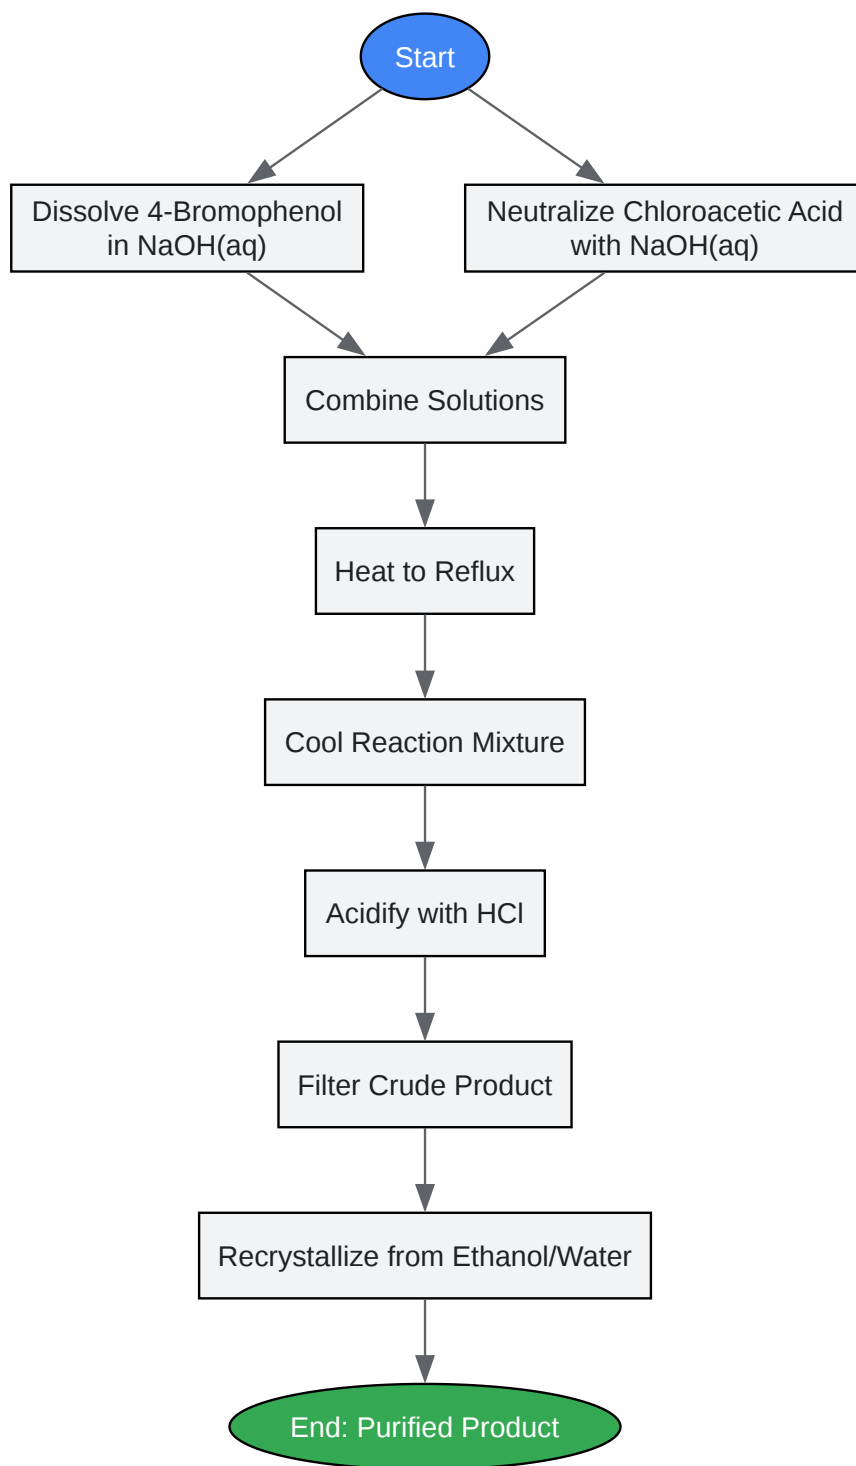 Start
Dissolve 4-Bromophenol
in NaOH(aq)
Neutralize Chloroacetic Acid
with NaOH(aq)
Combine Solutions
Heat to Reflux
Cool Reaction Mixture
Acidify with HCl
Filter Crude Product
Recrystallize from Ethanol/Water
End: Purified Product